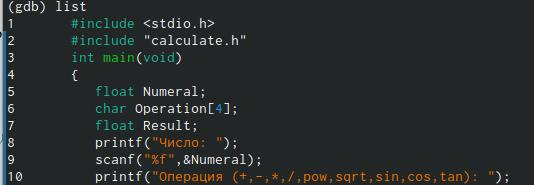 (gdb) list
1 #include <stdio.h>
2 #include "calculate.h"
3 int main(void)
4 {
5 float Numeral;
6 char Operation[4];
7 float Result;
8 printf("Число: ");
9 scanf("%f",&Numeral);
10 printf("Операция (+,-,*,/,pow,sqrt,sin,cos,tan): ");